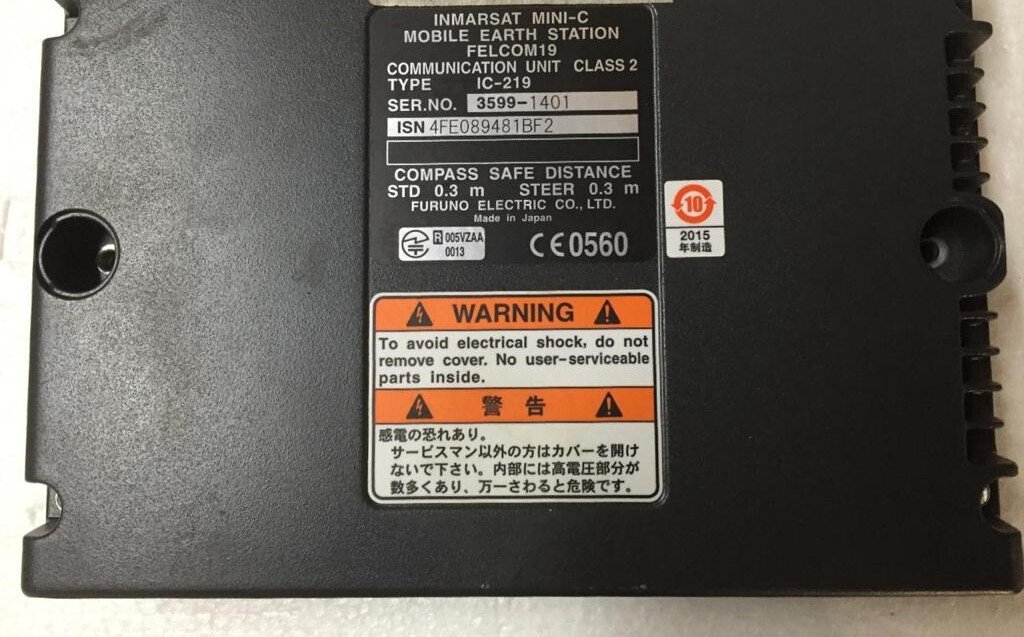 INMARSAT MINI-C
MOBILE EARTH STATION
FELCOM19
COMMUNICATION UNIT CLASS 2
TYPE IC-219
SER.NO. 3599-1401
ISN 4FE089481BF2
COMPASS SAFE DISTANCE
STD 0.3 m STEER 0.3 m
FURUNO ELECTRIC CO., LTD.
Made in Japan
R 005VZAA
0013
CE0560
10
2015
年制造
WARNING
To avoid electrical shock, do not
remove cover. No user-serviceable
parts inside.
警告
感電の恐れあり。
サービスマン以外の方はカバーを開け
ないで下さい。内部には高電圧部分が
数多くあり、万一さわると危険です。